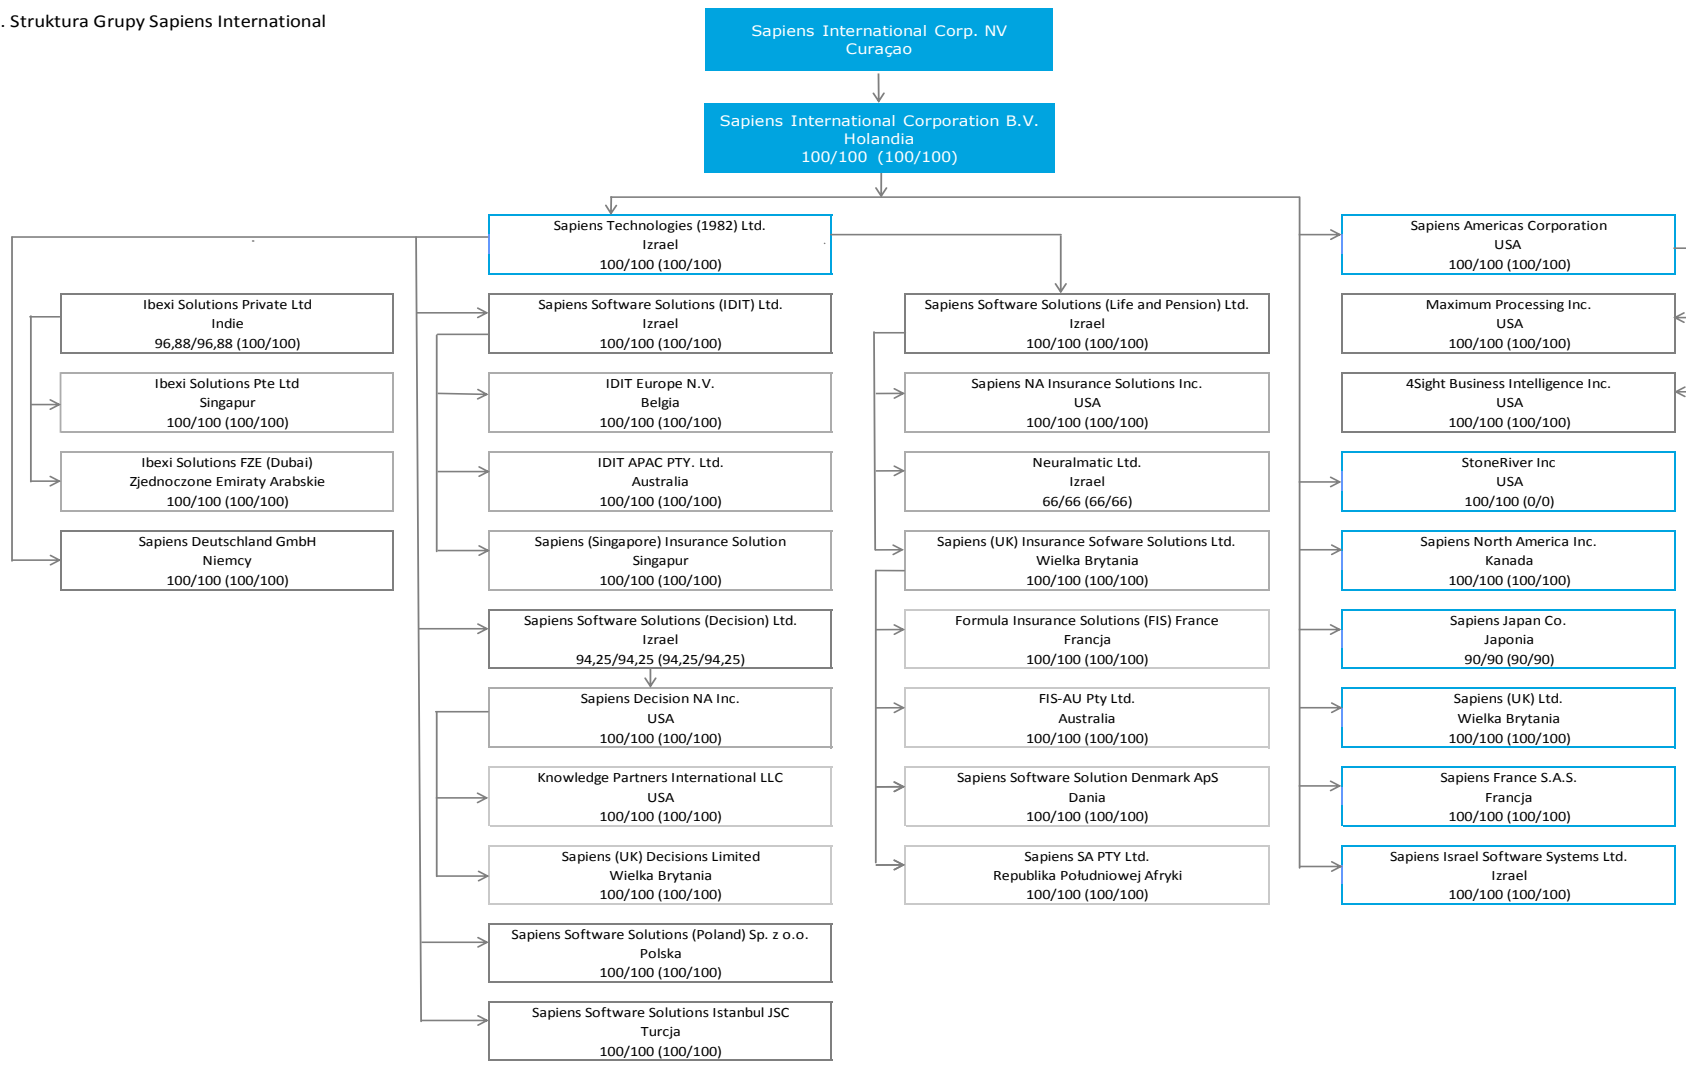 . Struktura Grupy Sapiens International
Sapiens International Corp. NV
Curaçao
Sapiens International Corporation B.V.
Holandia
100/100 (100/100)
Sapiens Technologies (1982) Ltd.
Izrael
100/100 (100/100)
Sapiens Americas Corporation
USA
100/100 (100/100)
Ibexi Solutions Private Ltd
Indie
96,88/96,88 (100/100)
Sapiens Software Solutions (IDIT) Ltd.
Izrael
100/100 (100/100)
Sapiens Software Solutions (Life and Pension) Ltd.
Izrael
100/100 (100/100)
Maximum Processing Inc.
USA
100/100 (100/100)
Ibexi Solutions Pte Ltd
Singapur
100/100 (100/100)
IDIT Europe N.V.
Belgia
100/100 (100/100)
Sapiens NA Insurance Solutions Inc.
USA
100/100 (100/100)
4Sight Business Intelligence Inc.
USA
100/100 (100/100)
Ibexi Solutions FZE (Dubai)
Zjednoczone Emiraty Arabskie
100/100 (100/100)
IDIT APAC PTY. Ltd.
Australia
100/100 (100/100)
Neuralmatic Ltd.
Izrael
66/66 (66/66)
StoneRiver Inc
USA
100/100 (0/0)
Sapiens Deutschland GmbH
Niemcy
100/100 (100/100)
Sapiens (Singapore) Insurance Solution
Singapur
100/100 (100/100)
Sapiens (UK) Insurance Sofware Solutions Ltd.
Wielka Brytania
100/100 (100/100)
Sapiens North America Inc.
Kanada
100/100 (100/100)
Sapiens Software Solutions (Decision) Ltd.
Izrael
94,25/94,25 (94,25/94,25)
Formula Insurance Solutions (FIS) France
Francja
100/100 (100/100)
Sapiens Japan Co.
Japonia
90/90 (90/90)
Sapiens Decision NA Inc.
USA
100/100 (100/100)
FIS-AU Pty Ltd.
Australia
100/100 (100/100)
Sapiens (UK) Ltd.
Wielka Brytania
100/100 (100/100)
Knowledge Partners International LLC
USA
100/100 (100/100)
Sapiens Software Solution Denmark ApS
Dania
100/100 (100/100)
Sapiens France S.A.S.
Francja
100/100 (100/100)
Sapiens (UK) Decisions Limited
Wielka Brytania
100/100 (100/100)
Sapiens SA PTY Ltd.
Republika Południowej Afryki
100/100 (100/100)
Sapiens Israel Software Systems Ltd.
Izrael
100/100 (100/100)
Sapiens Software Solutions (Poland) Sp. z o.o.
Polska
100/100 (100/100)
Sapiens Software Solutions Istanbul JSC
Turcja
100/100 (100/100)